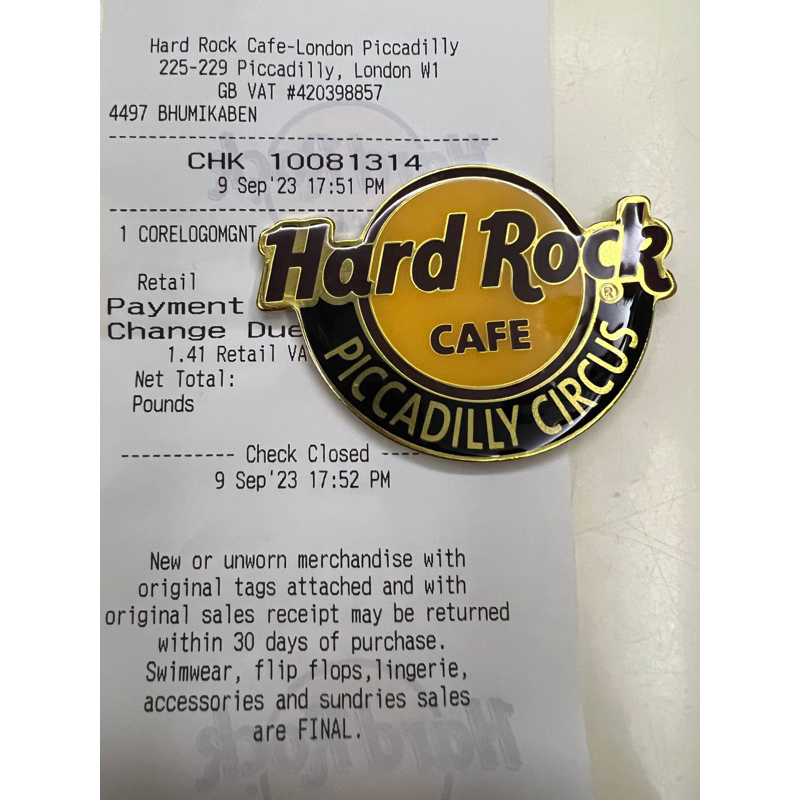 Hard Rock Cafe-London Piccadilly
225-229 Piccadilly, London W1
GB VAT #420398857
4497 BHUMIKABEN
CHK 10081314
9 Sep'23 17:51 PM
1 CORELOGOMGNT
Retail
Payment
Change Due
1.41 Retail VA
Net Total:
Pounds
----------- Check Closed ----
9 Sep'23 17:52 PM
New or unworn merchandise with
original tags attached and with
original sales receipt may be returned
within 30 days of purchase.
Swimwear, flip flops,lingerie,
accessories and sundries sales
are FINAL.
Hard Rock
®
CAFE
PICCADILLY CIRCUS
Hard Rock
Hard Rock